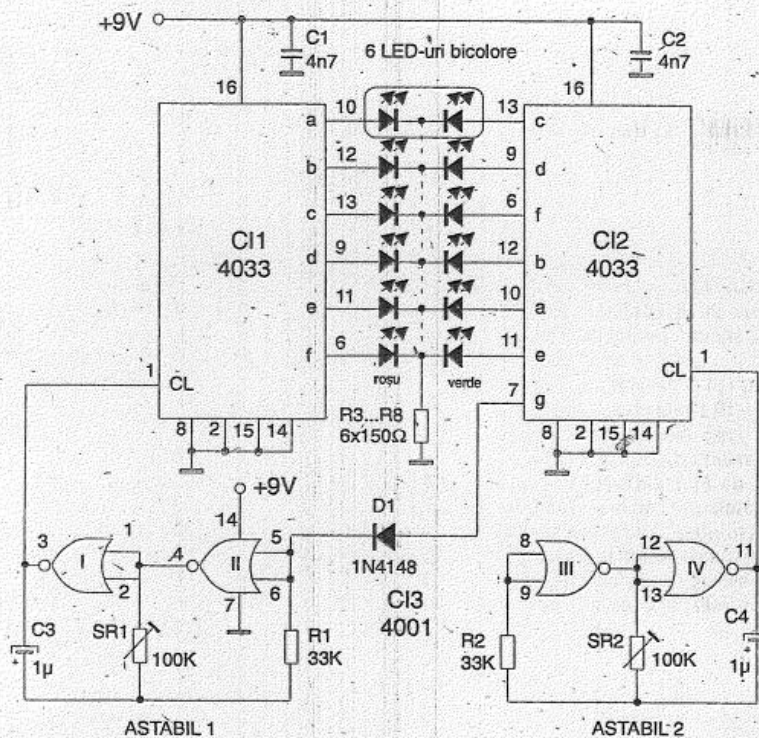 +9V
C1
4n7
6 LED-uri bicolore
C2
4n7
16
16
a
10
13
c
b
12
9
d
c
13
6
f
CI1
4033
CI2
4033
d
9
12
b
e
11
10
a
f
6
11
e
roşu
verde
1
CL
7
g
CL
1
8
2
15
14
R3...R8
6x150Ω
8
2
15
14
+9V
D1
1N4148
14
3
I
1
2
4
II
5
6
7
CI3
4001
8
9
III
12
13
IV
11
C3
1µ
SR1
100K
R1
33K
R2
33K
SR2
100K
C4
1µ
+
+
ASTABIL 1
ASTABIL 2